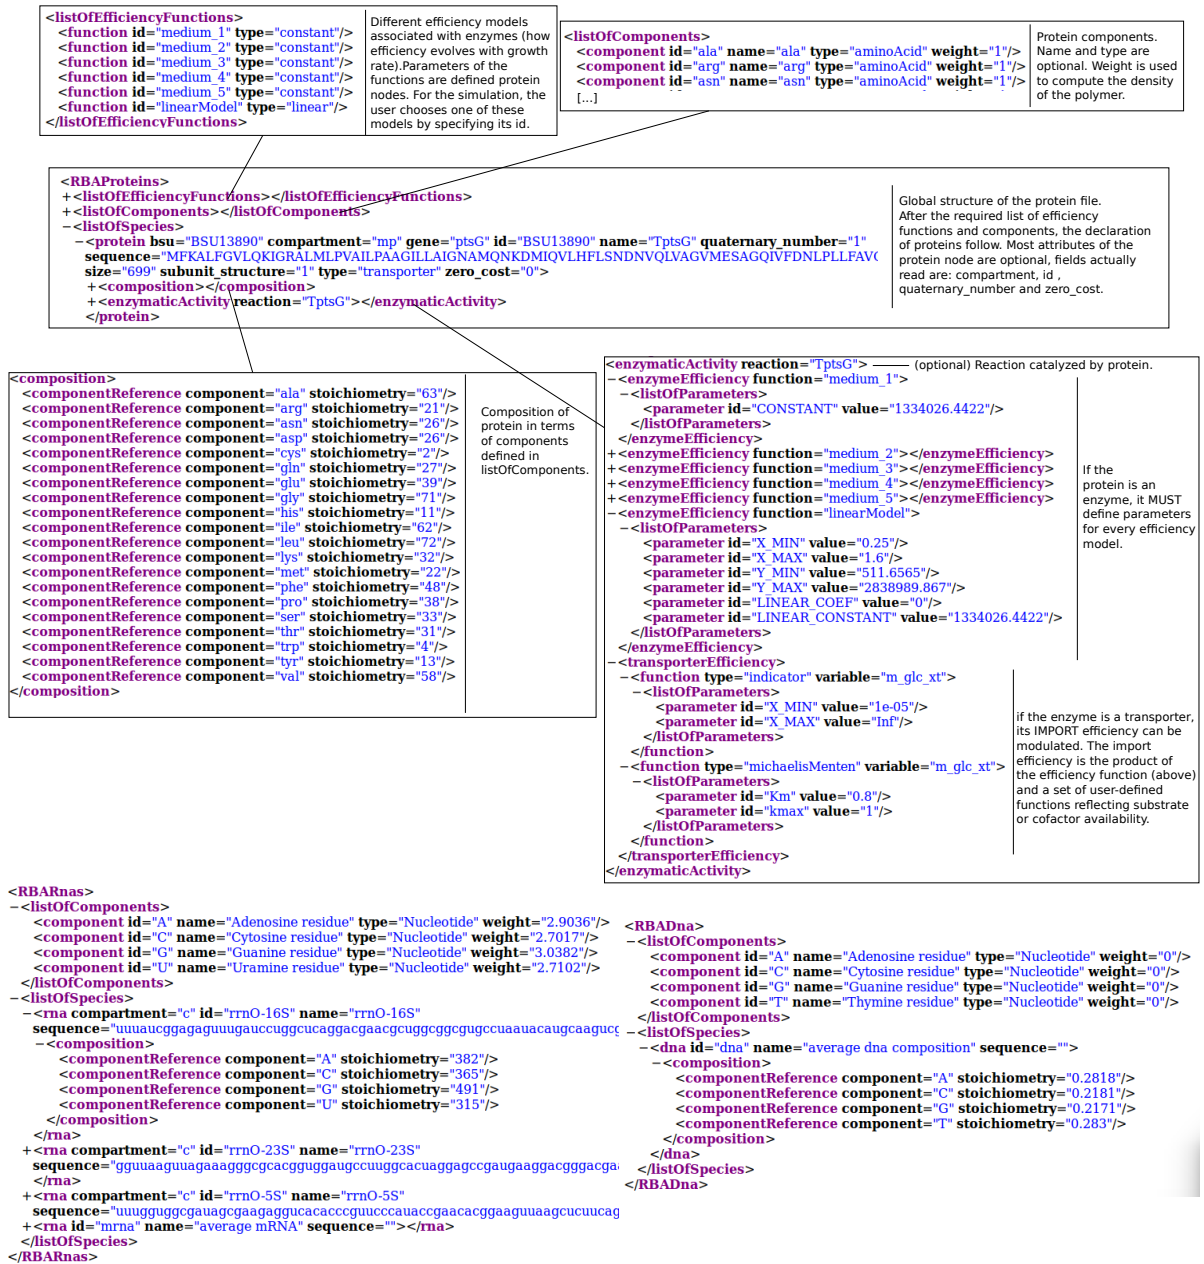 <listOfEfficiencyFunctions>
<function id="medium_1" type="constant"/>
<function id="medium_2" type="constant"/>
<function id="medium_3" type="constant"/>
<function id="medium_4" type="constant"/>
<function id="medium_5" type="constant"/>
<function id="linearModel" type="linear"/>
</listOfEfficiencyFunctions>
Different efficiency models
associated with enzymes (how
efficiency evolves with growth
rate).Parameters of the
functions are defined protein
nodes. For the simulation, the
user chooses one of these
models by specifying its id.
<listOfComponents>
<component id="ala" name="ala" type="aminoAcid" weight="1"/>
<component id="arg" name="arg" type="aminoAcid" weight="1"/>
<component id="asn" name="asn" type="aminoAcid" weight="1"/>
[...]
Protein components.
Name and type are
optional. Weight is used
to compute the density
of the polymer.
<RBAProteins>
+<listOfEfficiencyFunctions></listOfEfficiencyFunctions>
+<listOfComponents></listOfComponents>
−<listOfSpecies>
−<protein bsu="BSU13890" compartment="mp" gene="ptsG" id="BSU13890" name="TptsG" quaternary_number="1"
sequence="MFKALFGVLQKIGRALMLPVAILPAAGILLAIGNAMQNKDMIQVLHFLSNDNVQLVAGVMESAGQIVFDNLPLLFAVG
size="699" subunit_structure="1" type="transporter" zero_cost="0">
+<composition></composition>
+<enzymaticActivity reaction="TptsG"></enzymaticActivity>
</protein>
Global structure of the protein file.
After the required list of efficiency
functions and components, the declaration
of proteins follow. Most attributes of the
protein node are optional, fields actually
read are: compartment, id ,
quaternary_number and zero_cost.
<composition>
<componentReference component="ala" stoichiometry="63"/>
<componentReference component="arg" stoichiometry="21"/>
<componentReference component="asn" stoichiometry="26"/>
<componentReference component="asp" stoichiometry="26"/>
<componentReference component="cys" stoichiometry="2"/>
<componentReference component="gln" stoichiometry="27"/>
<componentReference component="glu" stoichiometry="39"/>
<componentReference component="gly" stoichiometry="71"/>
<componentReference component="his" stoichiometry="11"/>
<componentReference component="ile" stoichiometry="62"/>
<componentReference component="leu" stoichiometry="72"/>
<componentReference component="lys" stoichiometry="32"/>
<componentReference component="met" stoichiometry="22"/>
<componentReference component="phe" stoichiometry="48"/>
<componentReference component="pro" stoichiometry="38"/>
<componentReference component="ser" stoichiometry="33"/>
<componentReference component="thr" stoichiometry="31"/>
<componentReference component="trp" stoichiometry="4"/>
<componentReference component="tyr" stoichiometry="13"/>
<componentReference component="val" stoichiometry="58"/>
</composition>
Composition of
protein in terms
of components
defined in
listOfComponents.
<enzymaticActivity reaction="TptsG"> (optional) Reaction catalyzed by protein.
−<enzymeEfficiency function="medium_1">
−<listOfParameters>
<parameter id="CONSTANT" value="1334026.4422"/>
</listOfParameters>
</enzymeEfficiency>
+<enzymeEfficiency function="medium_2"></enzymeEfficiency>
+<enzymeEfficiency function="medium_3"></enzymeEfficiency>
+<enzymeEfficiency function="medium_4"></enzymeEfficiency>
+<enzymeEfficiency function="medium_5"></enzymeEfficiency>
−<enzymeEfficiency function="linearModel">
−<listOfParameters>
<parameter id="X_MIN" value="0.25"/>
<parameter id="X_MAX" value="1.6"/>
<parameter id="Y_MIN" value="511.6565"/>
<parameter id="Y_MAX" value="2838989.867"/>
<parameter id="LINEAR_COEF" value="0"/>
<parameter id="LINEAR_CONSTANT" value="1334026.4422"/>
</listOfParameters>
</enzymeEfficiency>
−<transporterEfficiency>
−<function type="indicator" variable="m_glc_xt">
−<listOfParameters>
<parameter id="X_MIN" value="1e-05"/>
<parameter id="X_MAX" value="Inf"/>
</listOfParameters>
</function>
−<function type="michaelisMenten" variable="m_glc_xt">
−<listOfParameters>
<parameter id="Km" value="0.8"/>
<parameter id="kmax" value="1"/>
</listOfParameters>
</function>
</transporterEfficiency>
</enzymaticActivity>
If the
protein is an
enzyme, it MUST
define parameters
for every efficiency
model.
if the enzyme is a transporter,
its IMPORT efficiency can be
modulated. The import
efficiency is the product of
the efficiency function (above)
and a set of user-defined
functions reflecting substrate
or cofactor availability.
<RBARnas>
−<listOfComponents>
<component id="A" name="Adenosine residue" type="Nucleotide" weight="2.9036"/>
<component id="C" name="Cytosine residue" type="Nucleotide" weight="2.7017"/>
<component id="G" name="Guanine residue" type="Nucleotide" weight="3.0382"/>
<component id="U" name="Uramine residue" type="Nucleotide" weight="2.7102"/>
</listOfComponents>
−<listOfSpecies>
−<rna compartment="c" id="rrnO-16S" name="rrnO-16S"
sequence="uuuaucggagaguuugauccuggcucaggacgaacgcuggcggcgugccuaauacaugcaagucg
−<composition>
<componentReference component="A" stoichiometry="382"/>
<componentReference component="C" stoichiometry="365"/>
<componentReference component="G" stoichiometry="491"/>
<componentReference component="U" stoichiometry="315"/>
</composition>
</rna>
+<rna compartment="c" id="rrnO-23S" name="rrnO-23S"
sequence="gguuaaguuagaaagggcgcacgguggaugccuuggcacuaggagccgaugaaggacgggacga
</rna>
+<rna compartment="c" id="rrnO-5S" name="rrnO-5S"
sequence="uuugguggcgauagcgaagaggucacacccguucccauaccgaacacggaaguuaagcucuucag
+<rna id="mrna" name="average mRNA" sequence=""></rna>
</listOfSpecies>
</RBARnas>
<RBADna>
−<listOfComponents>
<component id="A" name="Adenosine residue" type="Nucleotide" weight="0"/>
<component id="C" name="Cytosine residue" type="Nucleotide" weight="0"/>
<component id="G" name="Guanine residue" type="Nucleotide" weight="0"/>
<component id="T" name="Thymine residue" type="Nucleotide" weight="0"/>
</listOfComponents>
−<listOfSpecies>
−<dna id="dna" name="average dna composition" sequence="">
−<composition>
<componentReference component="A" stoichiometry="0.2818"/>
<componentReference component="C" stoichiometry="0.2181"/>
<componentReference component="G" stoichiometry="0.2171"/>
<componentReference component="T" stoichiometry="0.283"/>
</composition>
</dna>
</listOfSpecies>
</RBADna>